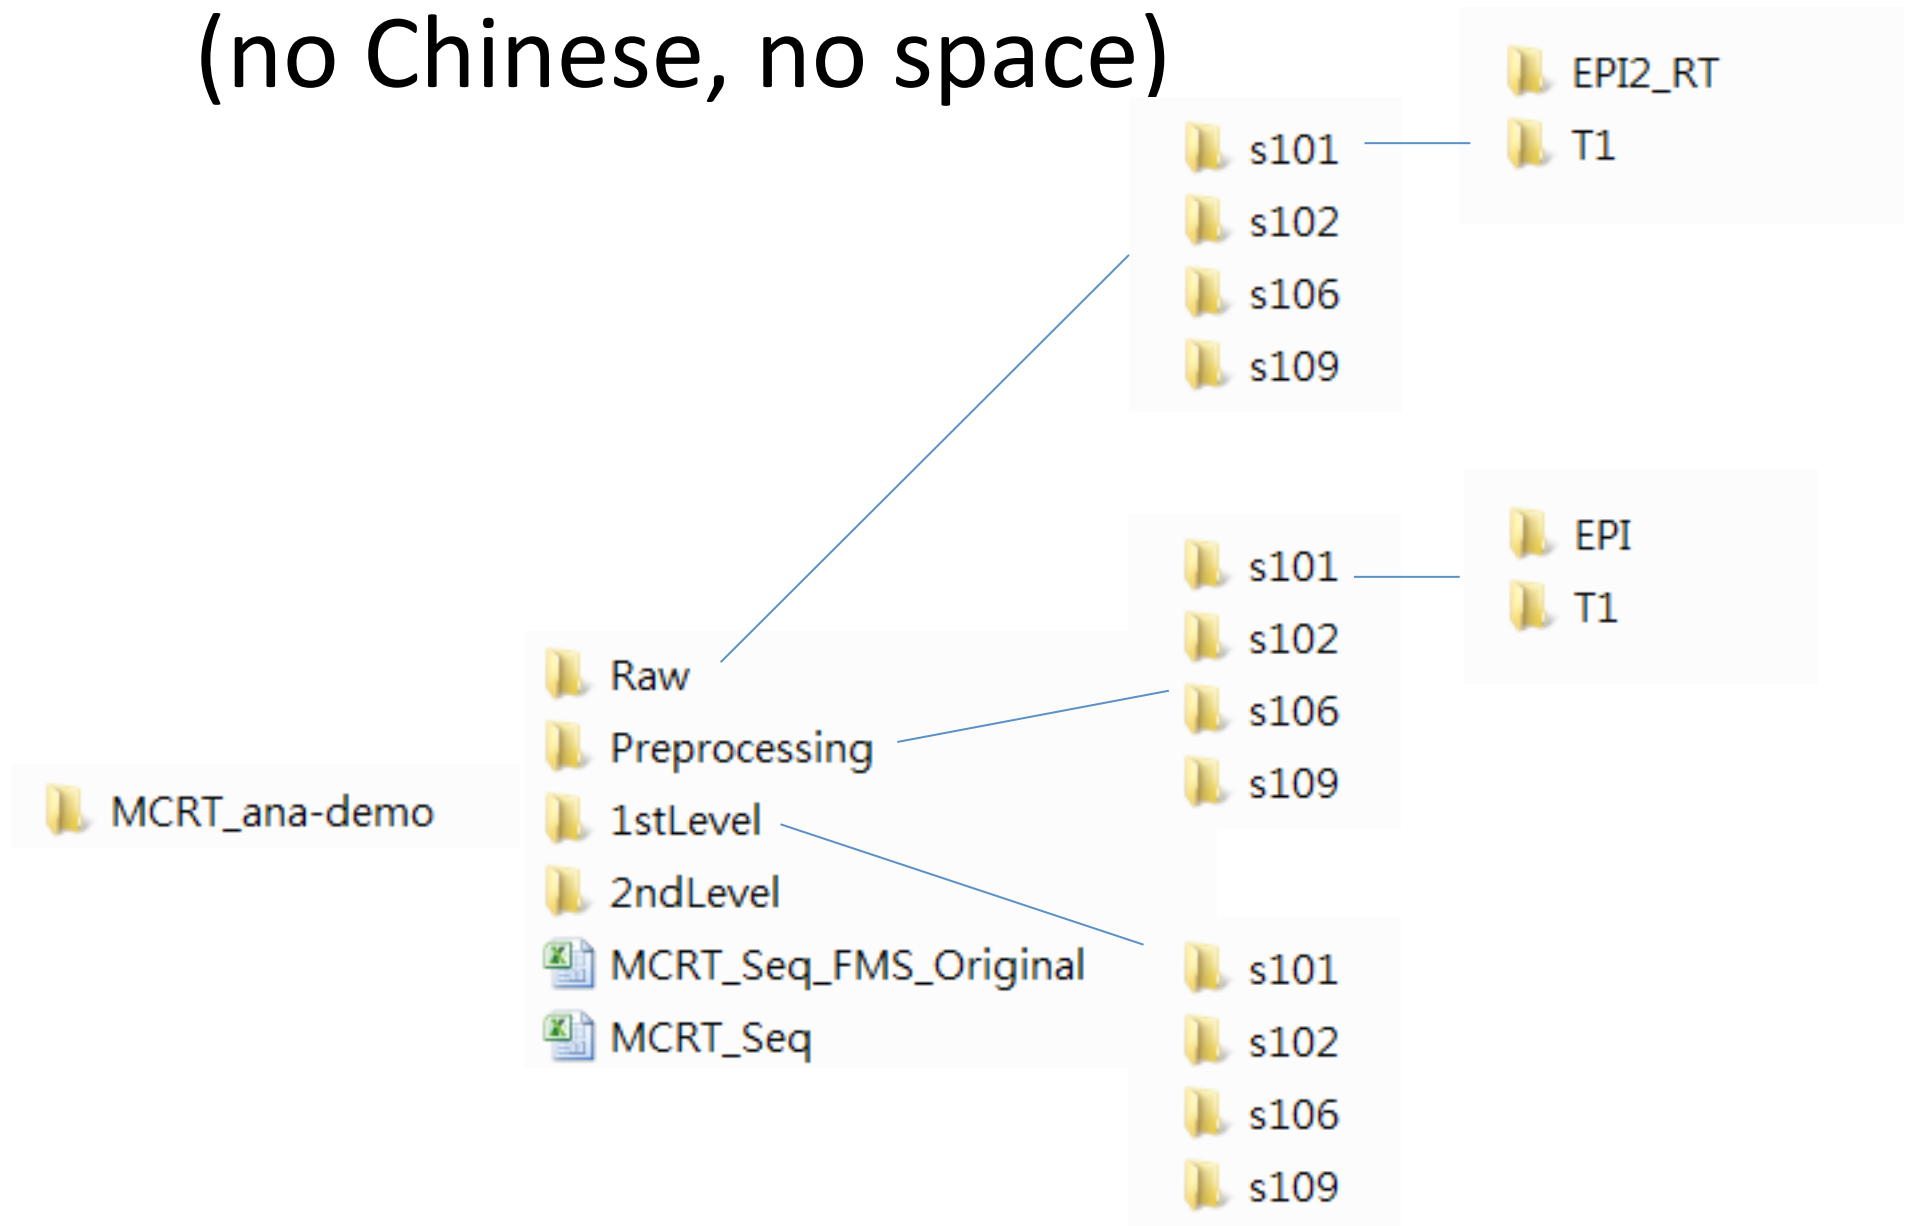 (no Chinese, no space)
MCRT_ana-demo
Raw
Preprocessing
1stLevel
2ndLevel
MCRT_Seq_FMS_Original
MCRT_Seq
s101
s102
s106
s109
EPI2_RT
T1
s101
s102
s106
s109
EPI
T1
s101
s102
s106
s109